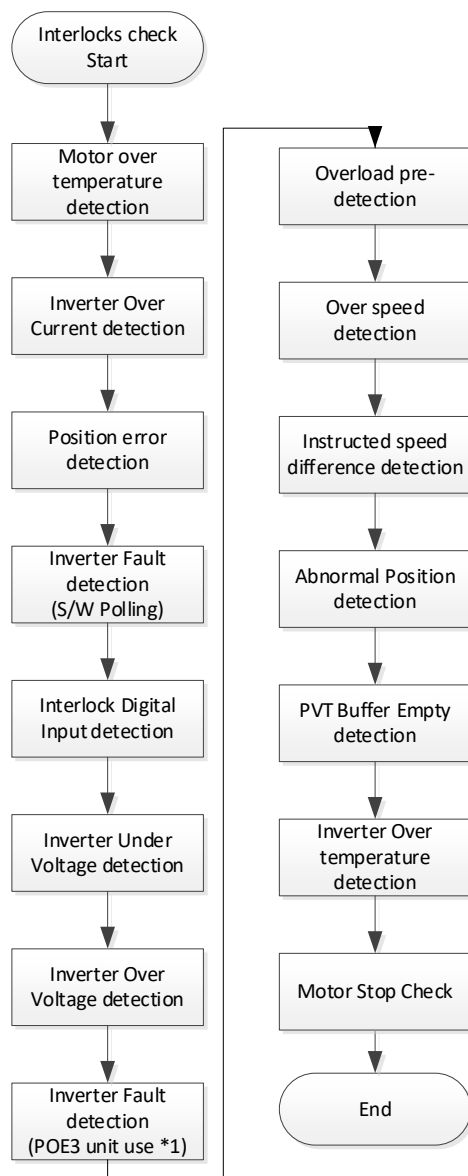 Interlocks check
Start
Motor over
temperature
detection
Inverter Over
Current detection
Position error
detection
Inverter Fault
detection
(S/W Polling)
Interlock Digital
Input detection
Inverter Under
Voltage detection
Inverter Over
Voltage detection
Inverter Fault
detection
(POE3 unit use *1)
Overload pre-
detection
Over speed
detection
Instructed speed
difference detection
Abnormal Position
detection
PVT Buffer Empty
detection
Inverter Over
temperature
detection
Motor Stop Check
End